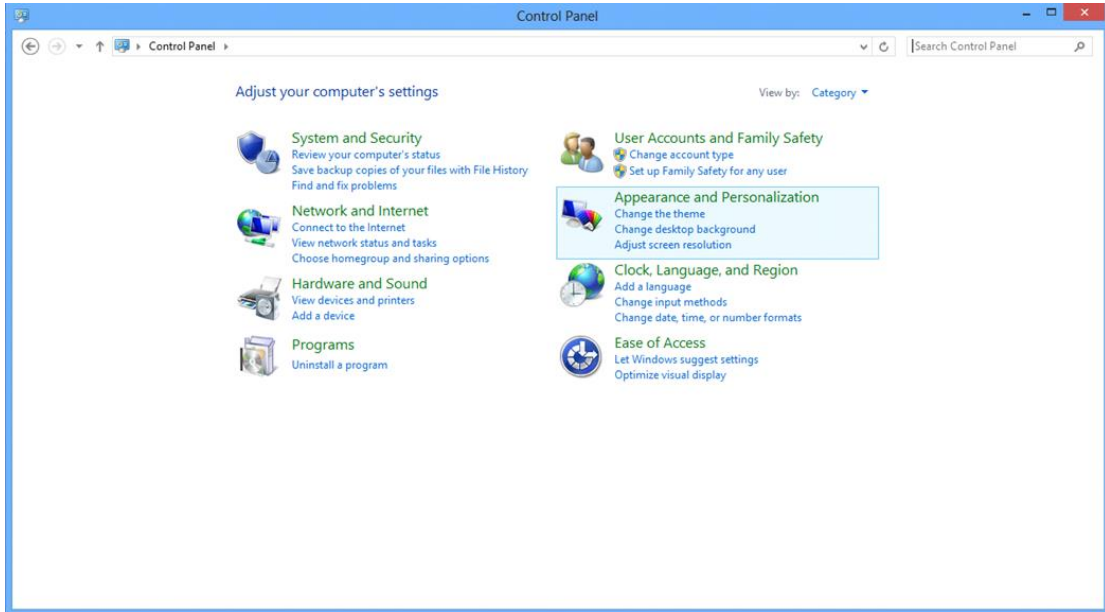 Control Panel
Control Panel
Search Control Panel
Adjust your computer's settings
View by: Category
System and Security
Review your computer's status
Save backup copies of your files with File History
Find and fix problems
Network and Internet
Connect to the Internet
View network status and tasks
Choose homegroup and sharing options
Hardware and Sound
View devices and printers
Add a device
Programs
Uninstall a program
User Accounts and Family Safety
Change account type
Set up Family Safety for any user
Appearance and Personalization
Change the theme
Change desktop background
Adjust screen resolution
Clock, Language, and Region
Add a language
Change input methods
Change date, time, or number formats
Ease of Access
Let Windows suggest settings
Optimize visual display